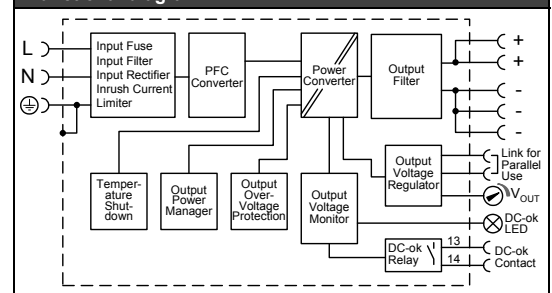 L
N
Input Fuse
Input Filter
Input Rectifier
Inrush Current
Limiter
PFC
Converter
Power
Converter
Output
Filter
+
+
-
-
-
Temper-
ature
Shut-
down
Output
Power
Manager
Output
Over-
Voltage
Protection
Output
Voltage
Monitor
Output
Voltage
Regulator
Link for
Parallel
Use
VOUT
DC-ok
LED
DC-ok
Relay
13
14
DC-ok
Contact